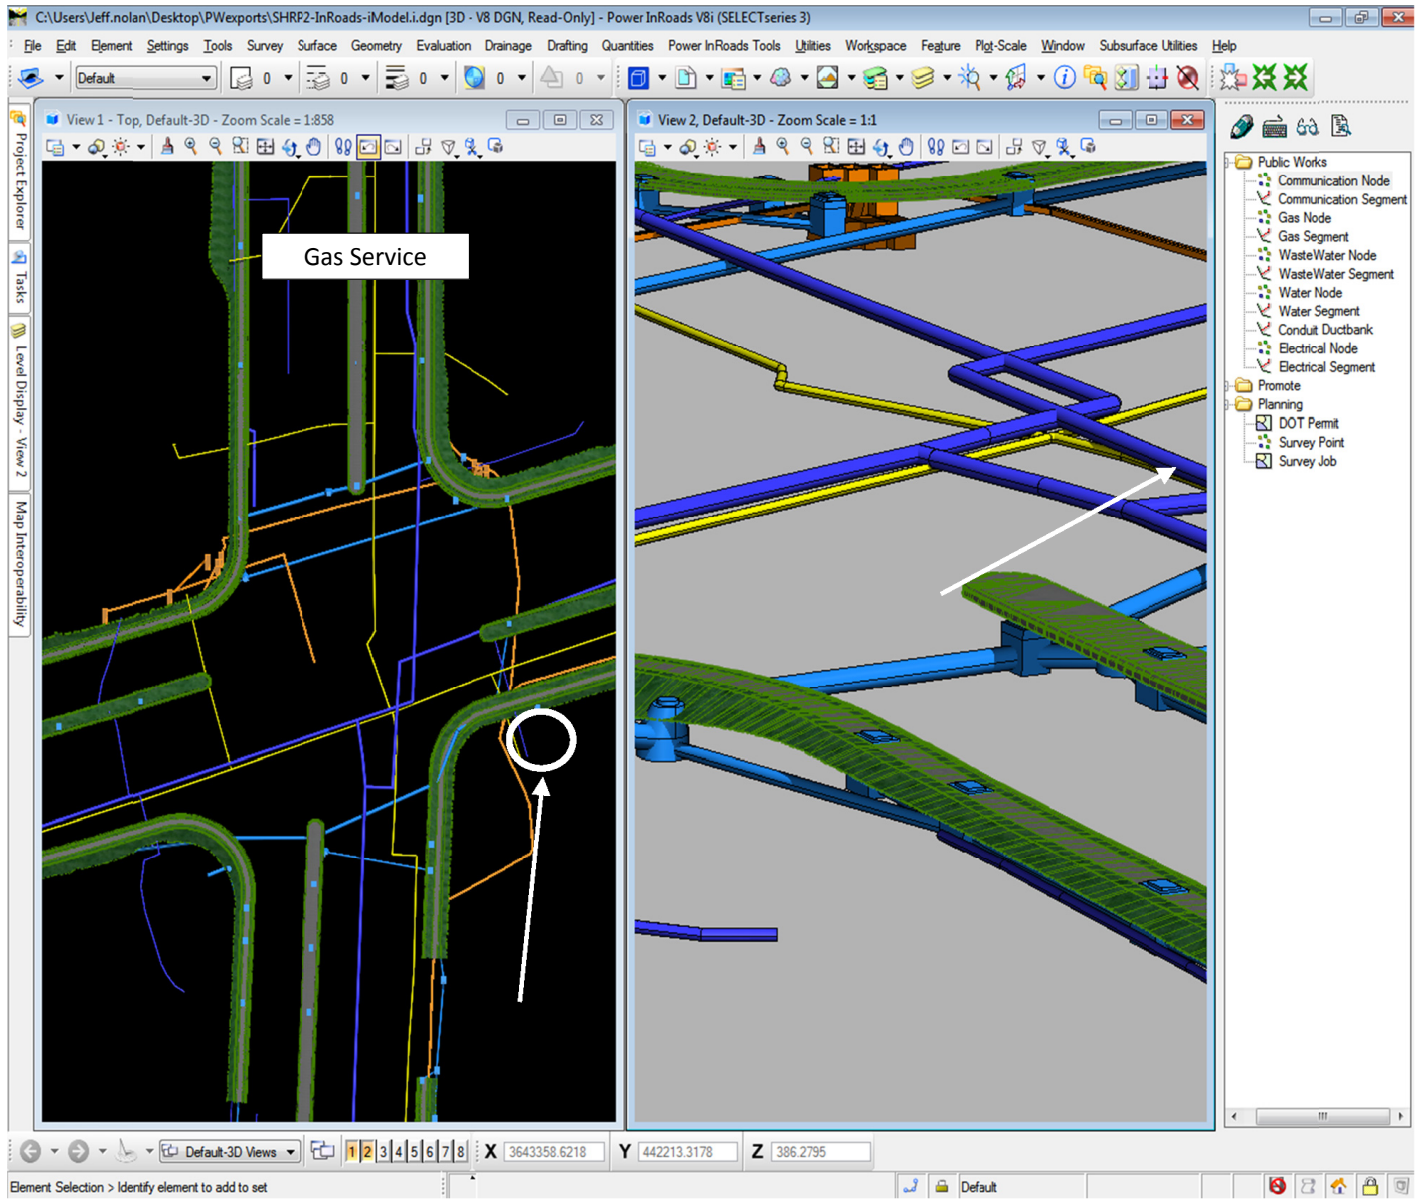 C:\Users\Jeff.nolan\Desktop\PWexports\SHRP2-InRoads-iModel.i.dgn [3D - V8 DGN, Read-Only] - Power InRoads V8i (SELECTseries 3)
File Edit Element Settings Tools Survey Surface Geometry Evaluation Drainage Drafting Quantities Power InRoads Tools Utilities Workspace Feature Plot-Scale Window Subsurface Utilities Help
Default 0 0 0 0 0
View 1 - Top, Default-3D - Zoom Scale = 1:858
View 2, Default-3D - Zoom Scale = 1:1
Project Explorer
Tasks
Level Display - View 2
Map Interoperability
Gas Service
Public Works
Communication Node
Communication Segment
Gas Node
Gas Segment
WasteWater Node
WasteWater Segment
Water Node
Water Segment
Conduit Ductbank
Electrical Node
Electrical Segment
Promote
Planning
DOT Permit
Survey Point
Survey Job
Default-3D Views 1 2 3 4 5 6 7 8 X 3643358.6218 Y 442213.3178 Z 386.2795
Element Selection > Identify element to add to set
Default